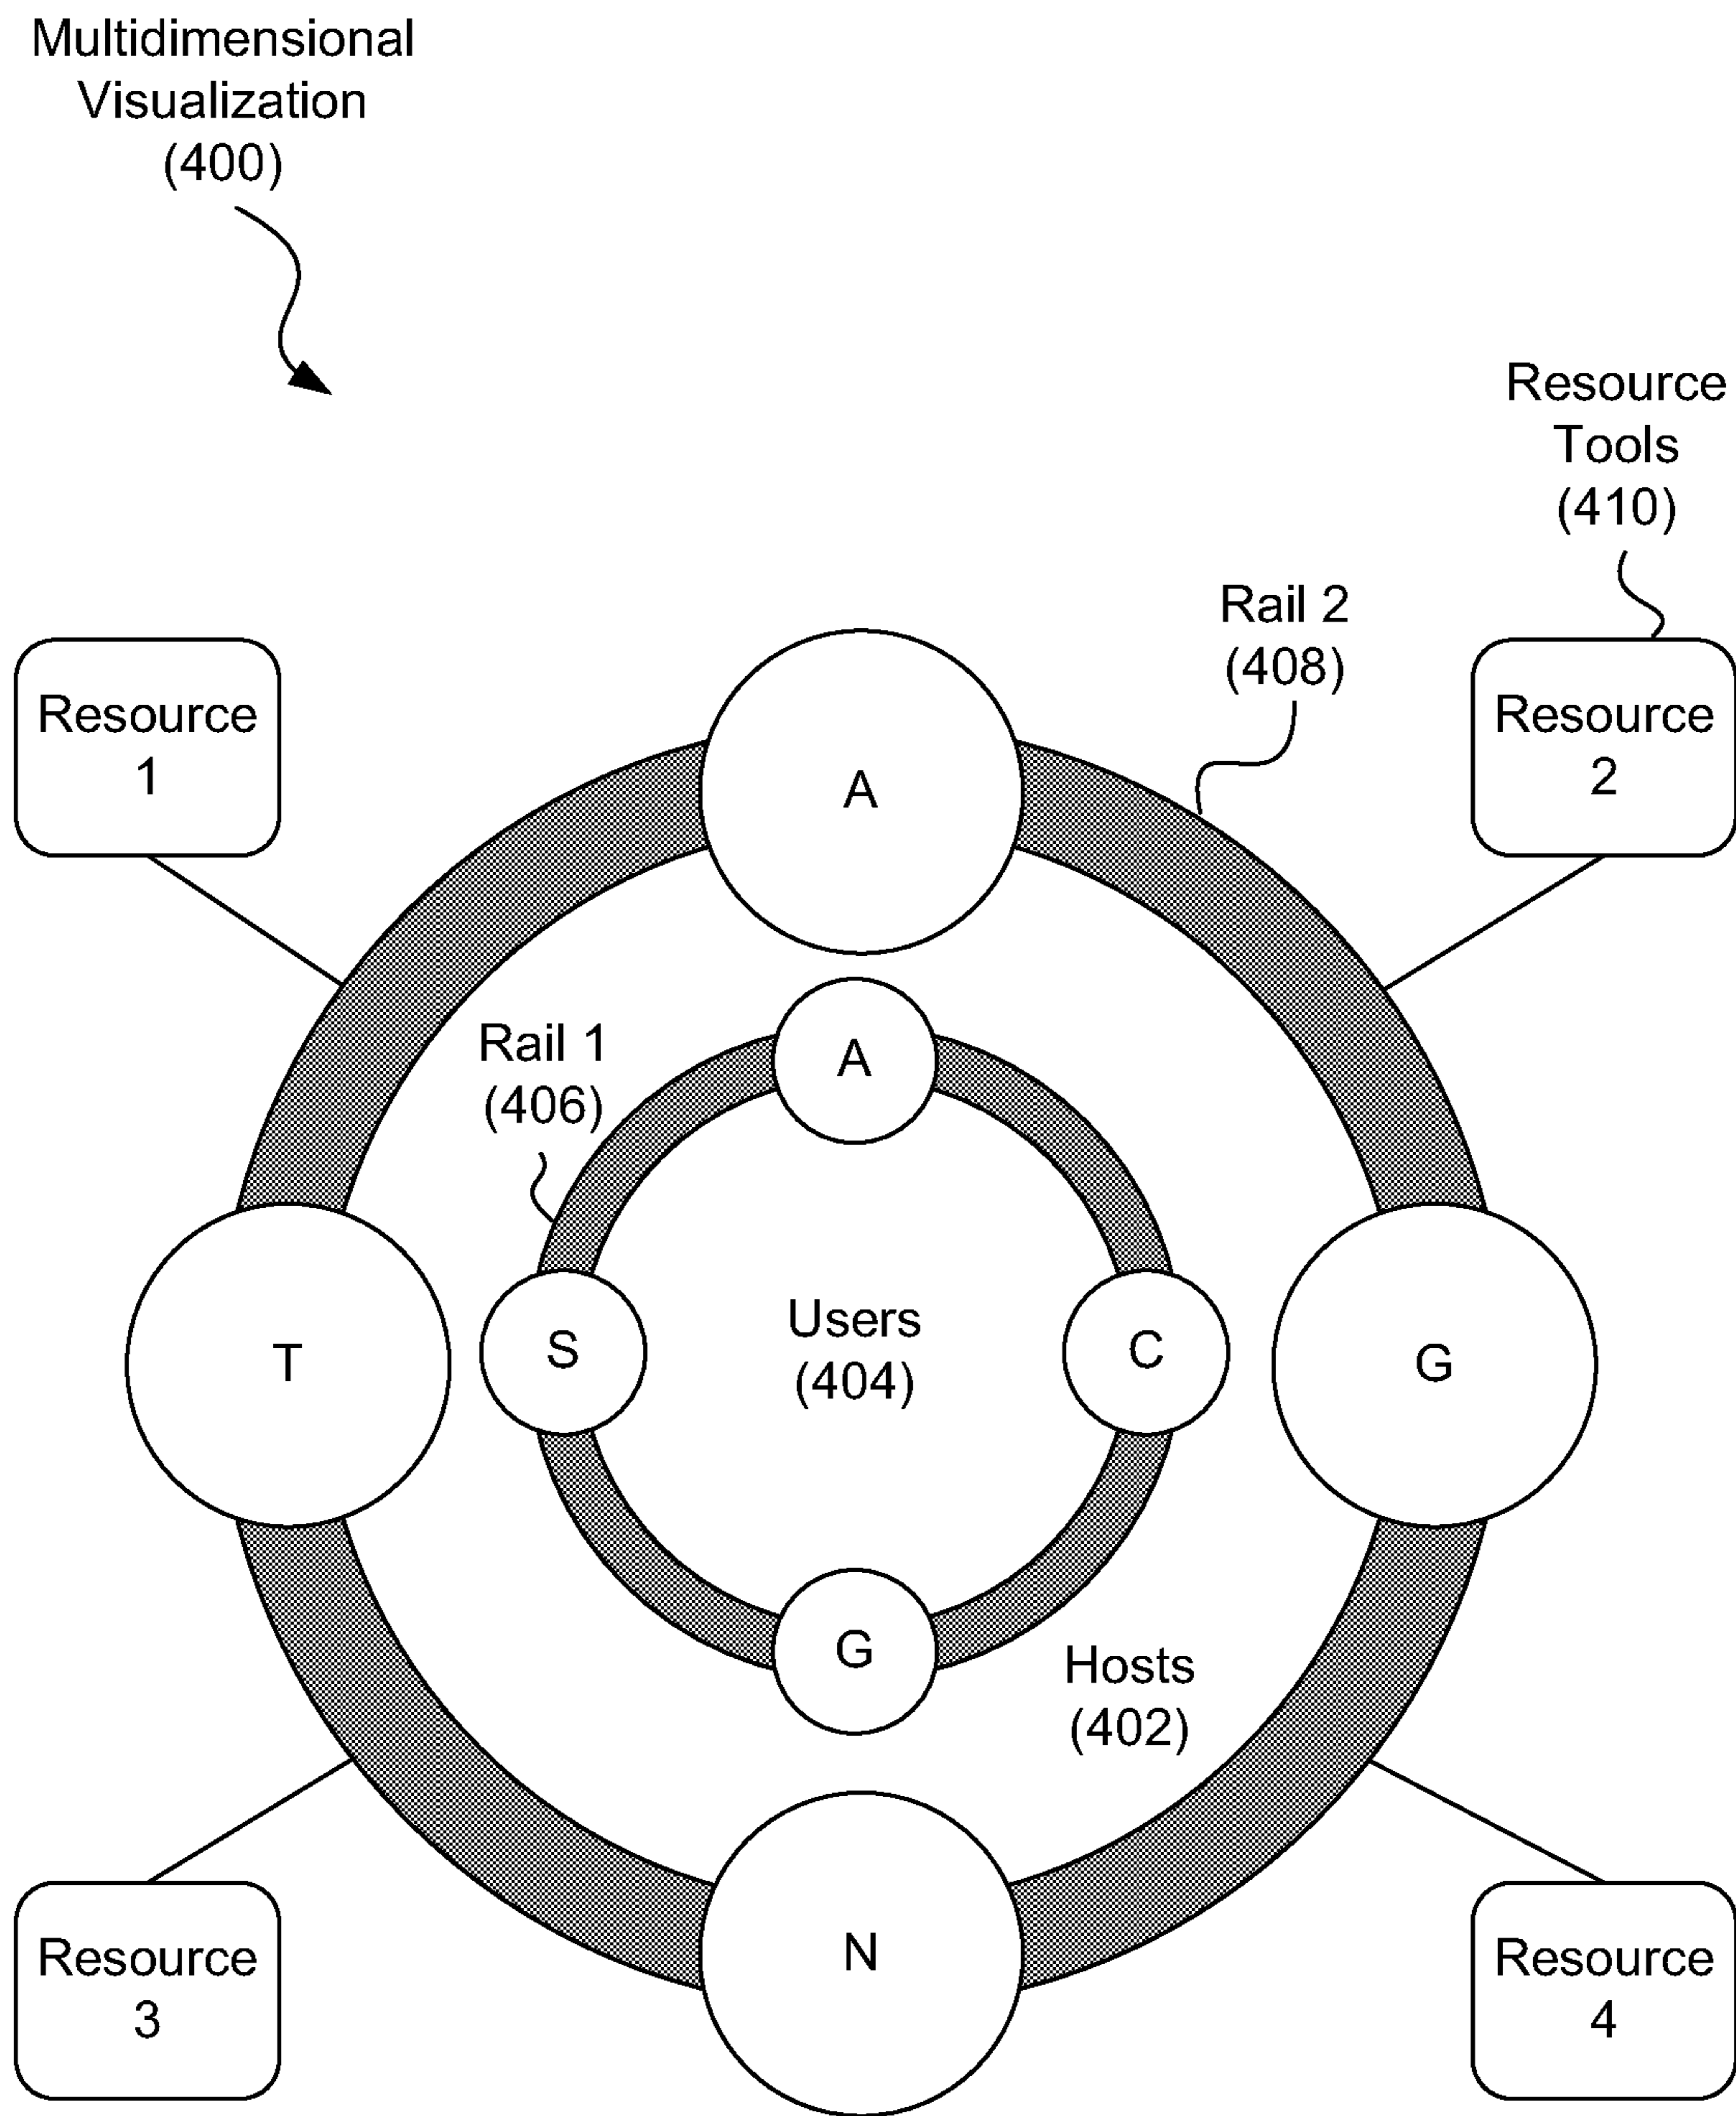 Multidimensional
Visualization
(400)
Resource
Tools
(410)
Rail 2
(408)
Resource
1
Resource
2
A
Rail 1
(406)
A
T
S
Users
(404)
C
G
G
Hosts
(402)
N
Resource
3
Resource
4